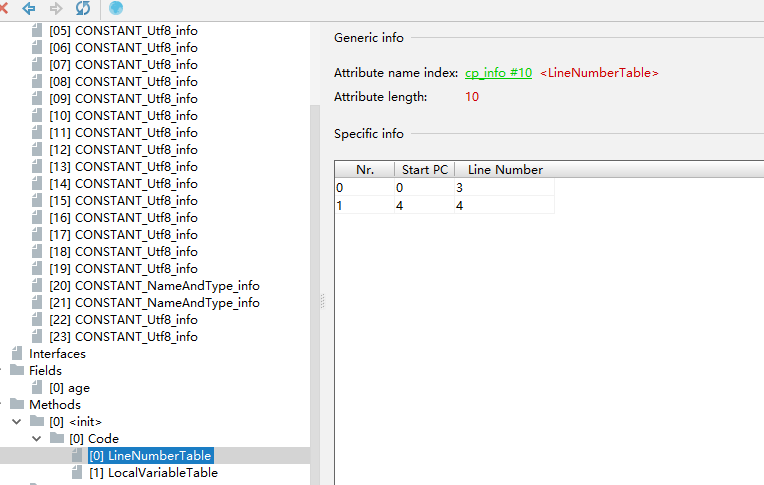 [05] CONSTANT_Utf8_info
[06] CONSTANT_Utf8_info
[07] CONSTANT_Utf8_info
[08] CONSTANT_Utf8_info
[09] CONSTANT_Utf8_info
[10] CONSTANT_Utf8_info
[11] CONSTANT_Utf8_info
[12] CONSTANT_Utf8_info
[13] CONSTANT_Utf8_info
[14] CONSTANT_Utf8_info
[15] CONSTANT_Utf8_info
[16] CONSTANT_Utf8_info
[17] CONSTANT_Utf8_info
[18] CONSTANT_Utf8_info
[19] CONSTANT_Utf8_info
[20] CONSTANT_NameAndType_info
[21] CONSTANT_NameAndType_info
[22] CONSTANT_Utf8_info
[23] CONSTANT_Utf8_info
Interfaces
Fields
[0] age
Methods
[0] <init>
[0] Code
[0] LineNumberTable
[1] LocalVariableTable
Generic info
Attribute name index: cp_info #10 <LineNumberTable>
Attribute length: 10
Specific info
Nr. Start PC Line Number
0 0 3
1 4 4